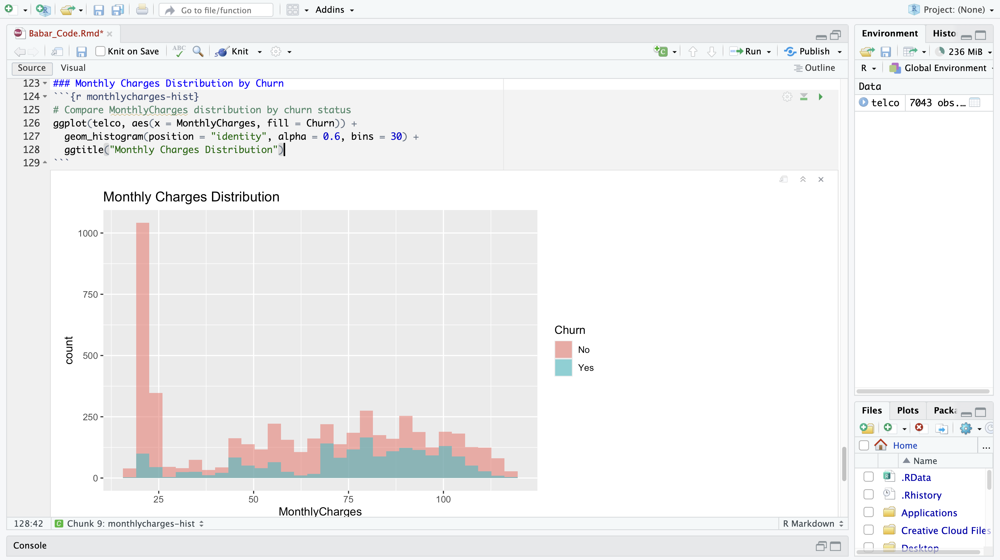 Go to file/function
Addins
Project: (None)
Babar_Code.Rmd*
Knit on Save
ABC
Knit
Run
Publish
Source
Visual
Outline
123 ### Monthly Charges Distribution by Churn
124 ```{r monthlycharges-hist}
125 # Compare MonthlyCharges distribution by churn status
126 ggplot(telco, aes(x = MonthlyCharges, fill = Churn)) +
127   geom_histogram(position = "identity", alpha = 0.6, bins = 30) +
128   ggtitle("Monthly Charges Distribution")
129 ```
Monthly Charges Distribution
1000
750
500
250
0
count
25 50 75 100
MonthlyCharges
Churn
No
Yes
128:42
C
Chunk 9: monthlycharges-hist
R Markdown
Console
Environment
Histo
236 MiB
R
Global Environment
Data
telco 7043 obs.…
Files
Plots
Packa
Home
...
Name
.RData
.Rhistory
Applications
Creative Cloud Files
Desktop